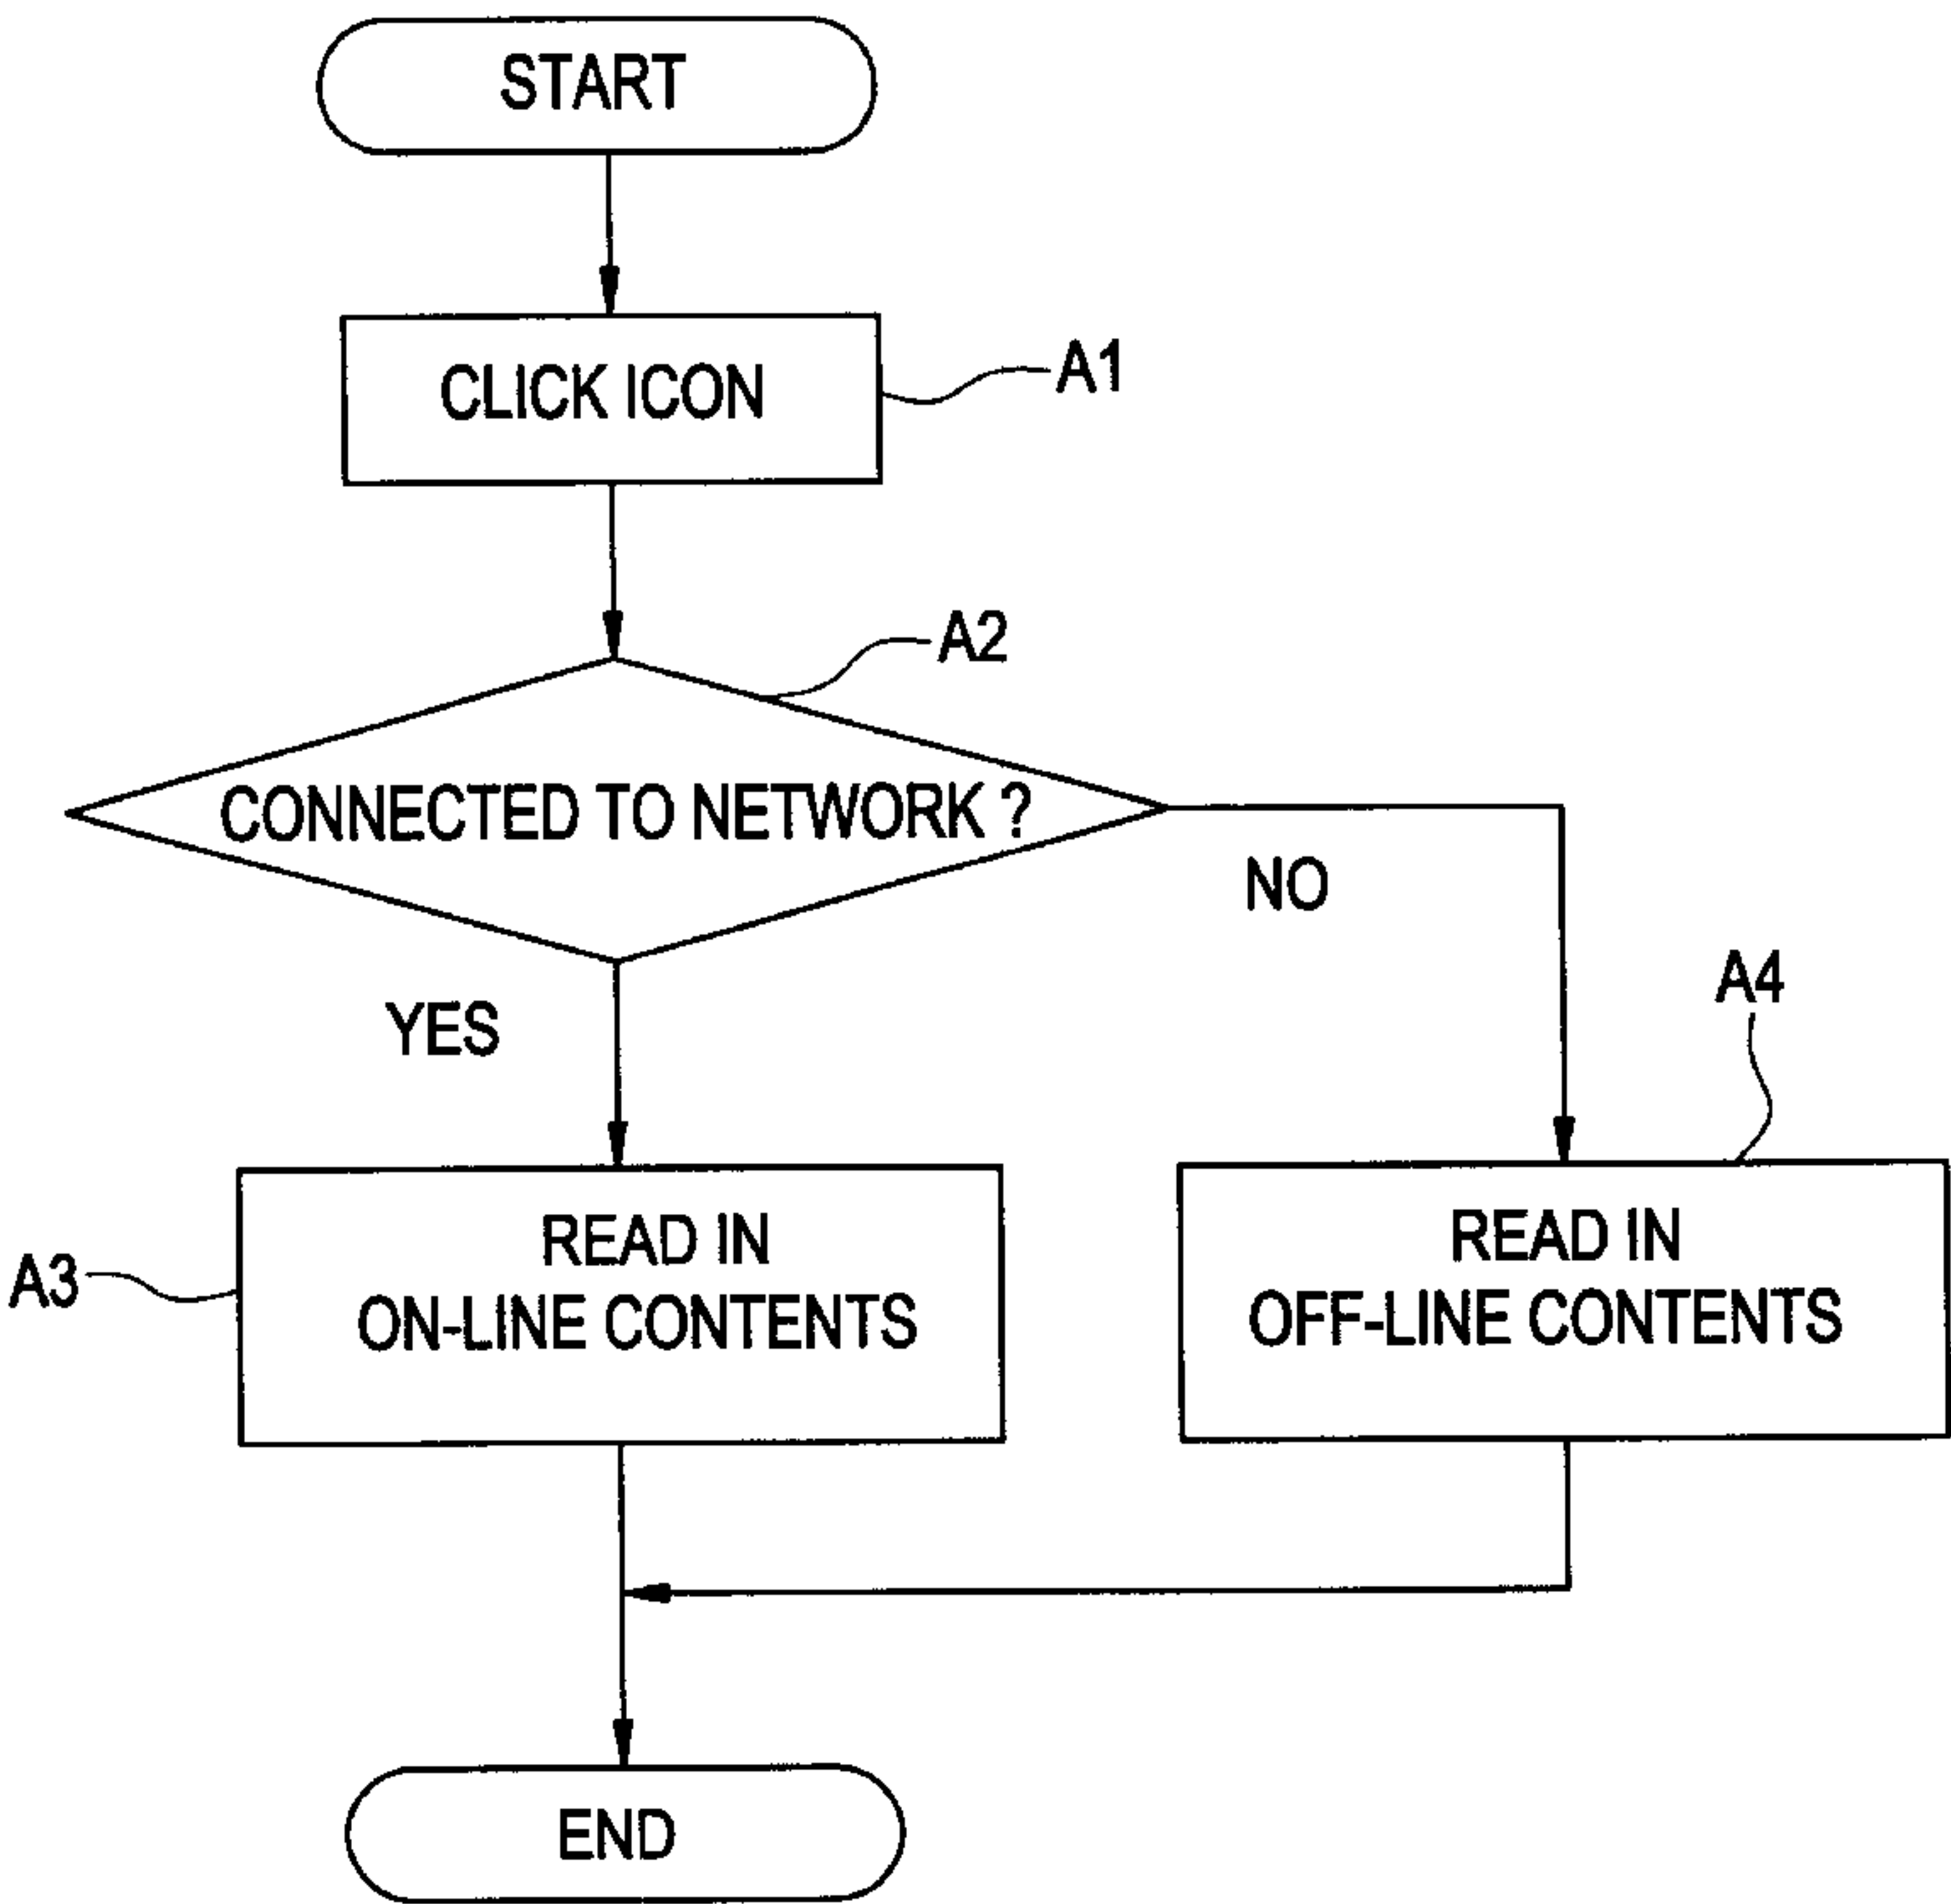 START
CLICK ICON
A1
A2
CONNECTED TO NETWORK ?
NO
YES
A4
READ IN
ON-LINE CONTENTS
A3
READ IN
OFF-LINE CONTENTS
END